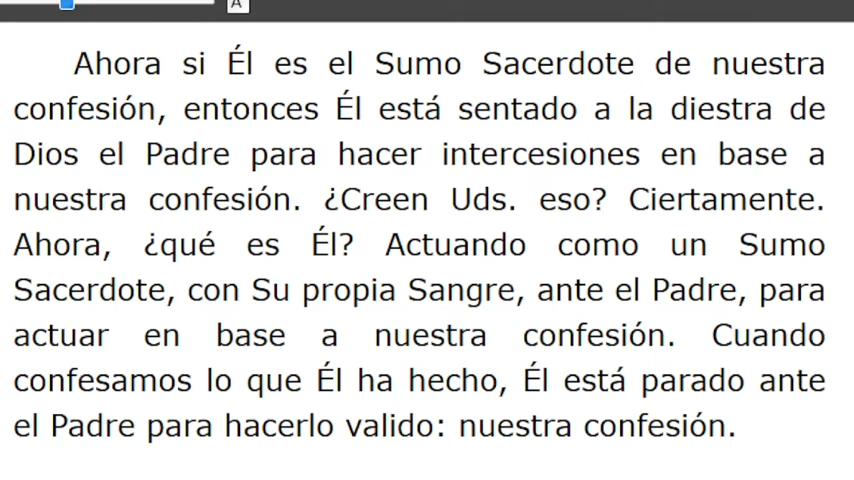 A
Ahora si Él es el Sumo Sacerdote de nuestra
confesión, entonces Él está sentado a la diestra de
Dios el Padre para hacer intercesiones en base a
nuestra confesión. ¿Creen Uds. eso? Ciertamente.
Ahora, ¿qué es Él? Actuando como un Sumo
Sacerdote, con Su propia Sangre, ante el Padre, para
actuar en base a nuestra confesión. Cuando
confesamos lo que Él ha hecho, Él está parado ante
el Padre para hacerlo valido: nuestra confesión.